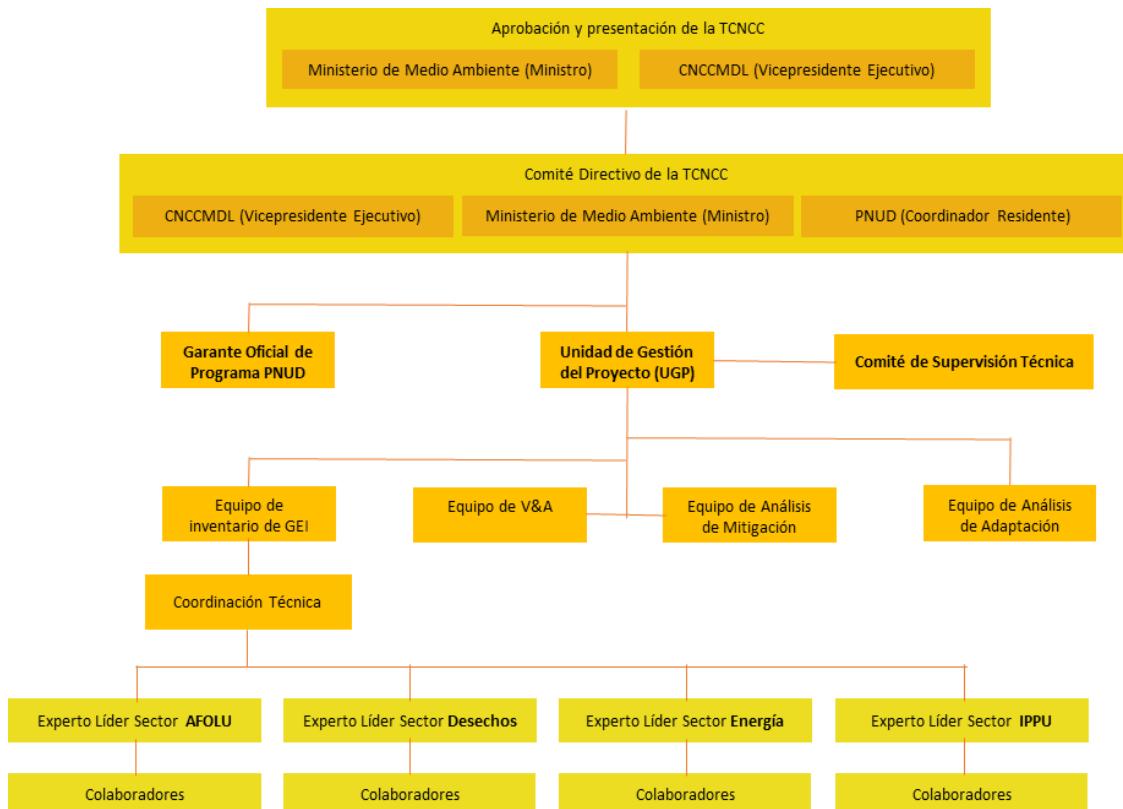 Aprobación y presentación de la TCNCC
Ministerio de Medio Ambiente (Ministro)
CNCCMDL (Vicepresidente Ejecutivo)
Comité Directivo de la TCNCC
CNCCMDL (Vicepresidente Ejecutivo)
Ministerio de Medio Ambiente (Ministro)
PNUD (Coordinador Residente)
Garante Oficial de
Programa PNUD
Unidad de Gestión
del Proyecto (UGP)
Comité de Supervisión Técnica
Equipo de
inventario de GEI
Equipo de V&A
Equipo de Análisis
de Mitigación
Equipo de Análisis
de Adaptación
Coordinación Técnica
Experto Líder Sector AFOLU
Experto Líder Sector Desechos
Experto Líder Sector Energía
Experto Líder Sector IPPU
Colaboradores
Colaboradores
Colaboradores
Colaboradores